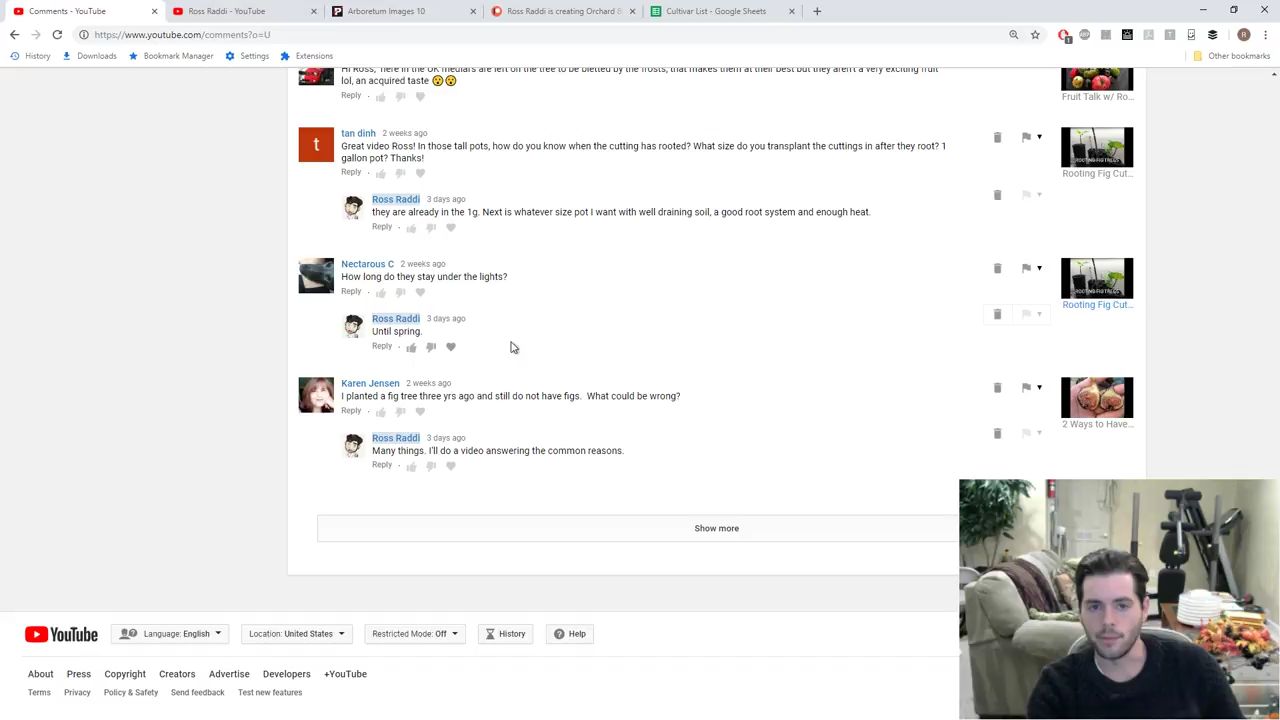 Comments - YouTube
Ross Raddi - YouTube
Arboretum Images 10
Ross Raddi is creating Orchard &
Cultivar List - Google Sheets
https://www.youtube.com/comments?o=U
History
Downloads
Bookmark Manager
Settings
Extensions
Other bookmarks
Hi Ross, here in the UK medlars are left on the tree to be bletted by the frosts, that makes them at their best but they aren't a very exciting fruit
lol, an acquired taste 😮😮
Reply
Fruit Talk w/ Ro...
tan dinh 2 weeks ago
Great video Ross! In those tall pots, how do you know when the cutting has rooted? What size do you transplant the cuttings in after they root? 1
gallon pot? Thanks!
Reply
ROOTING FIG TREES
Rooting Fig Cut...
Ross Raddi 3 days ago
they are already in the 1g. Next is whatever size pot I want with well draining soil, a good root system and enough heat.
Reply
Nectarous C 2 weeks ago
How long do they stay under the lights?
Reply
ROOTING FIG TREES
Rooting Fig Cut...
Ross Raddi 3 days ago
Until spring.
Reply
Karen Jensen 2 weeks ago
I planted a fig tree three yrs ago and still do not have figs. What could be wrong?
Reply
2 Ways to Have...
Ross Raddi 3 days ago
Many things. I'll do a video answering the common reasons.
Reply
Show more
YouTube
Language: English
Location: United States
Restricted Mode: Off
History
Help
About
Press
Copyright
Creators
Advertise
Developers
+YouTube
Terms
Privacy
Policy & Safety
Send feedback
Test new features